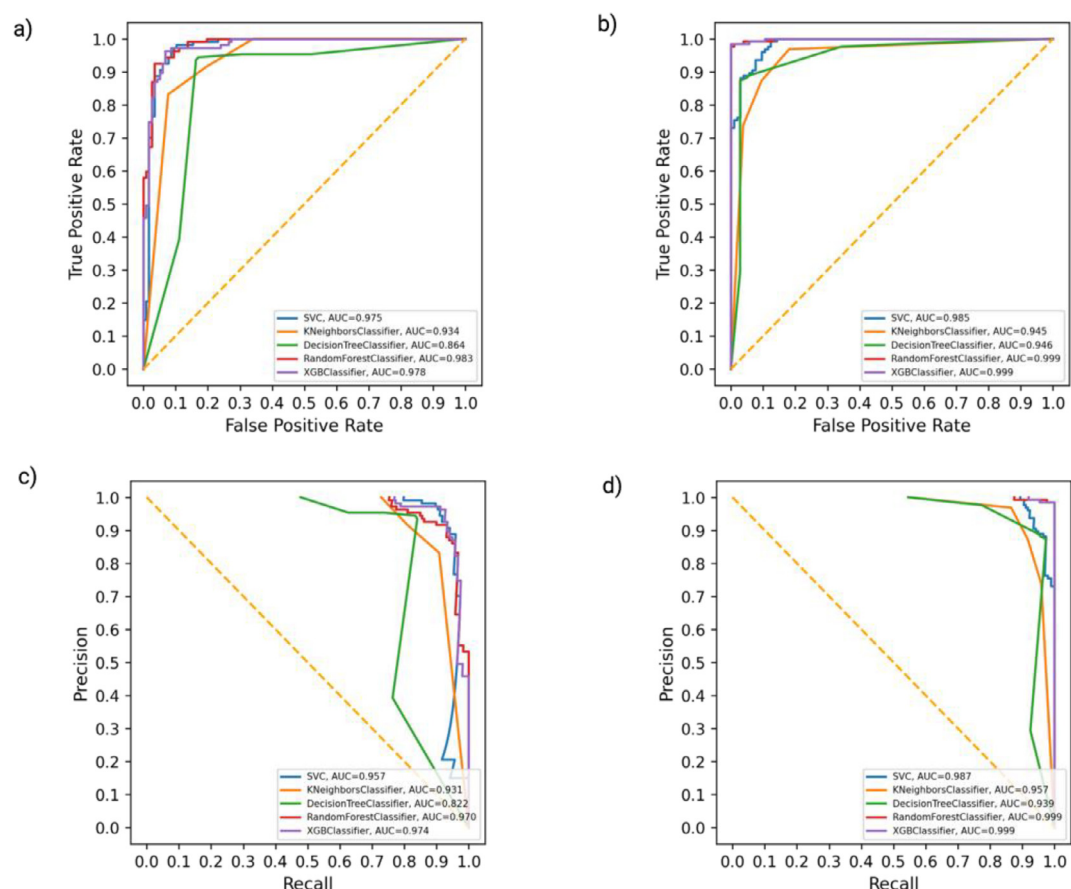 a)
1.0
0.9
0.8
0.7
0.6
0.5
0.4
0.3
0.2
0.1
0.0
True Positive Rate
SVC, AUC=0.975
KNeighborsClassifier, AUC=0.934
DecisionTreeClassifier, AUC=0.864
RandomForestClassifier, AUC=0.983
XGBClassifier, AUC=0.978
0.0 0.1 0.2 0.3 0.4 0.5 0.6 0.7 0.8 0.9 1.0
False Positive Rate
b)
1.0
0.9
0.8
0.7
0.6
0.5
0.4
0.3
0.2
0.1
0.0
True Positive Rate
SVC, AUC=0.985
KNeighborsClassifier, AUC=0.945
DecisionTreeClassifier, AUC=0.946
RandomForestClassifier, AUC=0.999
XGBClassifier, AUC=0.999
0.0 0.1 0.2 0.3 0.4 0.5 0.6 0.7 0.8 0.9 1.0
False Positive Rate
c)
1.0
0.9
0.8
0.7
0.6
0.5
0.4
0.3
0.2
0.1
0.0
Precision
SVC, AUC=0.957
KNeighborsClassifier, AUC=0.931
DecisionTreeClassifier, AUC=0.822
RandomForestClassifier, AUC=0.970
XGBClassifier, AUC=0.974
0.0 0.1 0.2 0.3 0.4 0.5 0.6 0.7 0.8 0.9 1.0
Recall
d)
1.0
0.9
0.8
0.7
0.6
0.5
0.4
0.3
0.2
0.1
0.0
Precision
SVC, AUC=0.987
KNeighborsClassifier, AUC=0.957
DecisionTreeClassifier, AUC=0.939
RandomForestClassifier, AUC=0.999
XGBClassifier, AUC=0.999
0.0 0.1 0.2 0.3 0.4 0.5 0.6 0.7 0.8 0.9 1.0
Recall